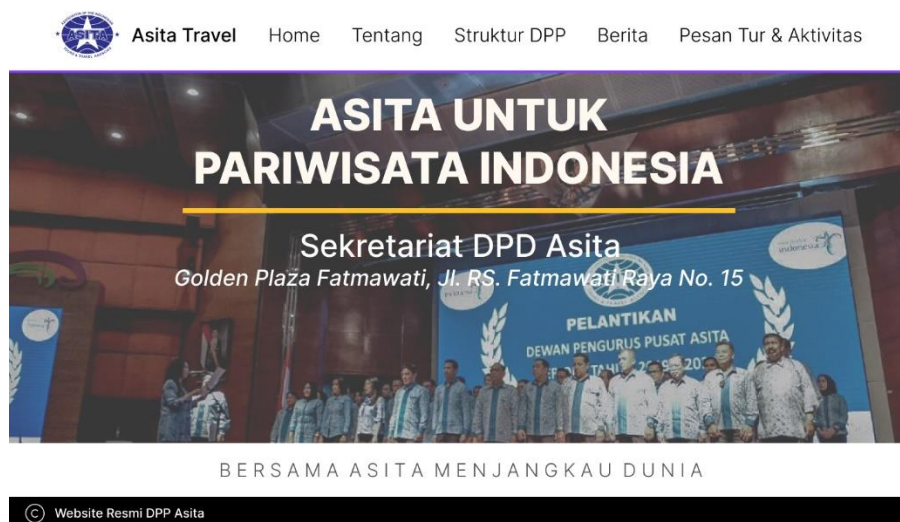 ASITA
Asita Travel Home Tentang Struktur DPP Berita Pesan Tur & Aktivitas
ASITA UNTUK
PARIWISATA INDONESIA
Sekretariat DPD Asita
Golden Plaza Fatmawati, Jl. RS. Fatmawati Raya No. 15
indonesia
PELANTIKAN
DEWAN PENGURUS PUSAT ASITA
BERSAMA ASITA MENJANGKAU DUNIA
© Website Resmi DPP Asita